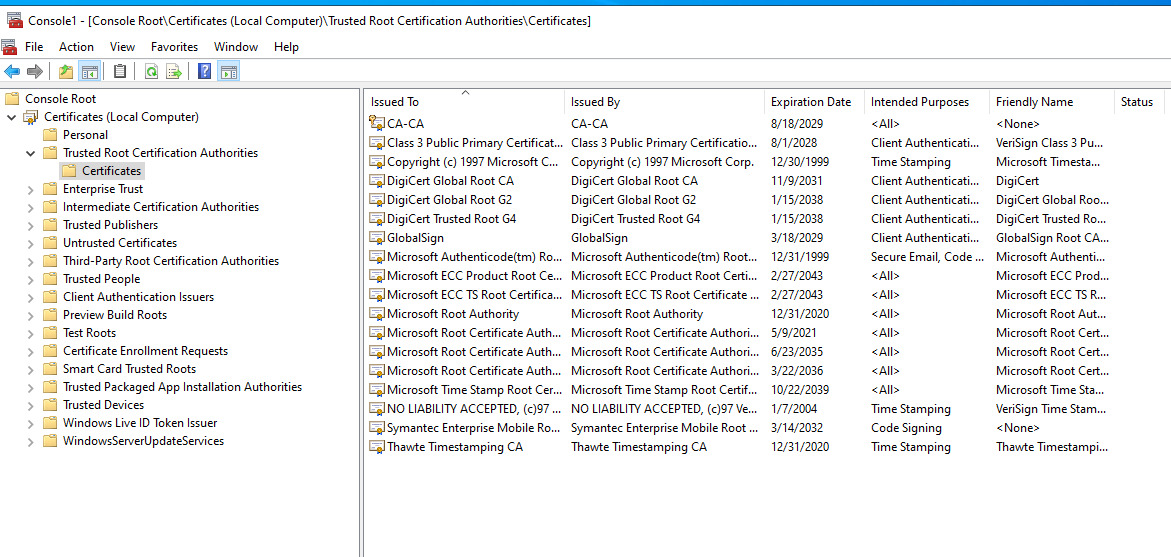 Console1 - [Console Root\Certificates (Local Computer)\Trusted Root Certification Authorities\Certificates]
File Action View Favorites Window Help
Console Root
Certificates (Local Computer)
Personal
Trusted Root Certification Authorities
Certificates
Enterprise Trust
Intermediate Certification Authorities
Trusted Publishers
Untrusted Certificates
Third-Party Root Certification Authorities
Trusted People
Client Authentication Issuers
Preview Build Roots
Test Roots
Certificate Enrollment Requests
Smart Card Trusted Roots
Trusted Packaged App Installation Authorities
Trusted Devices
Windows Live ID Token Issuer
WindowsServerUpdateServices
Issued To Issued By Expiration Date Intended Purposes Friendly Name Status
CA-CA CA-CA 8/18/2029 <All> <None>
Class 3 Public Primary Certificat... Class 3 Public Primary Certificatio... 8/1/2028 Client Authenticati... VeriSign Class 3 Pu...
Copyright (c) 1997 Microsoft C... Copyright (c) 1997 Microsoft Corp. 12/30/1999 Time Stamping Microsoft Timesta...
DigiCert Global Root CA DigiCert Global Root CA 11/9/2031 Client Authenticati... DigiCert
DigiCert Global Root G2 DigiCert Global Root G2 1/15/2038 Client Authenticati... DigiCert Global Roo...
DigiCert Trusted Root G4 DigiCert Trusted Root G4 1/15/2038 Client Authenticati... DigiCert Trusted Ro...
GlobalSign GlobalSign 3/18/2029 Client Authenticati... GlobalSign Root CA...
Microsoft Authenticode(tm) Ro... Microsoft Authenticode(tm) Root... 12/31/1999 Secure Email, Code ... Microsoft Authenti...
Microsoft ECC Product Root Ce... Microsoft ECC Product Root Certi... 2/27/2043 <All> Microsoft ECC Prod...
Microsoft ECC TS Root Certifica... Microsoft ECC TS Root Certificate ... 2/27/2043 <All> Microsoft ECC TS R...
Microsoft Root Authority Microsoft Root Authority 12/31/2020 <All> Microsoft Root Aut...
Microsoft Root Certificate Auth... Microsoft Root Certificate Authori... 5/9/2021 <All> Microsoft Root Cert...
Microsoft Root Certificate Auth... Microsoft Root Certificate Authori... 6/23/2035 <All> Microsoft Root Cert...
Microsoft Root Certificate Auth... Microsoft Root Certificate Authori... 3/22/2036 <All> Microsoft Root Cert...
Microsoft Time Stamp Root Cer... Microsoft Time Stamp Root Certif... 10/22/2039 <All> Microsoft Time Sta...
NO LIABILITY ACCEPTED, (c)97 ... NO LIABILITY ACCEPTED, (c)97 Ve... 1/7/2004 Time Stamping VeriSign Time Stam...
Symantec Enterprise Mobile Ro... Symantec Enterprise Mobile Root ... 3/14/2032 Code Signing <None>
Thawte Timestamping CA Thawte Timestamping CA 12/31/2020 Time Stamping Thawte Timestampi...